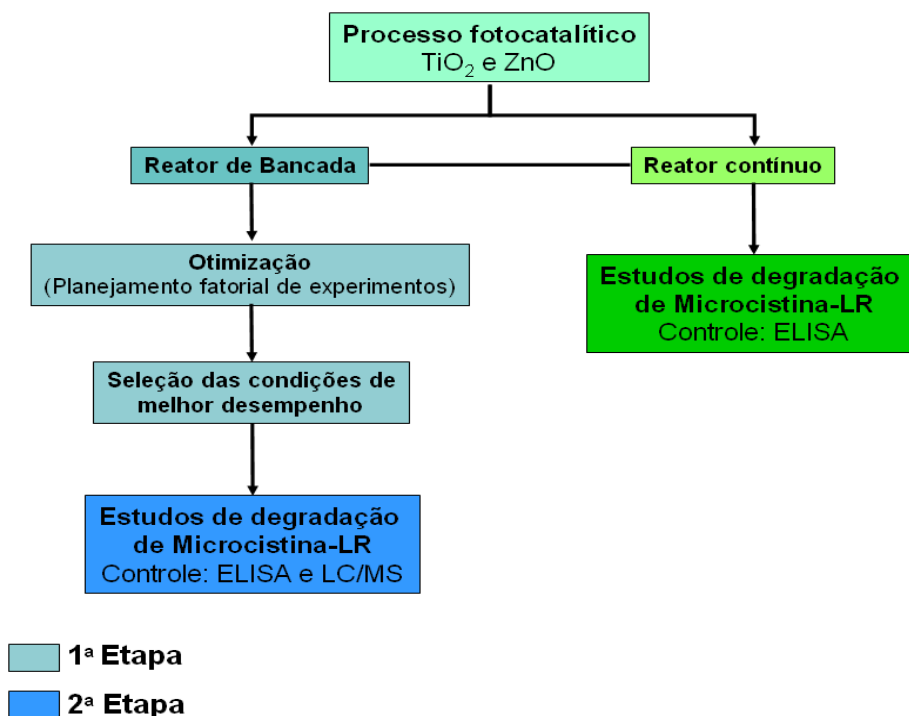 Processo fotocatalítico
TiO₂ e ZnO
Reator de Bancada
Reator contínuo
Otimização
(Planejamento fatorial de experimentos)
Estudos de degradação
de Microcistina-LR
Controle: ELISA
Seleção das condições de
melhor desempenho
Estudos de degradação
de Microcistina-LR
Controle: ELISA e LC/MS
1ª Etapa
2ª Etapa